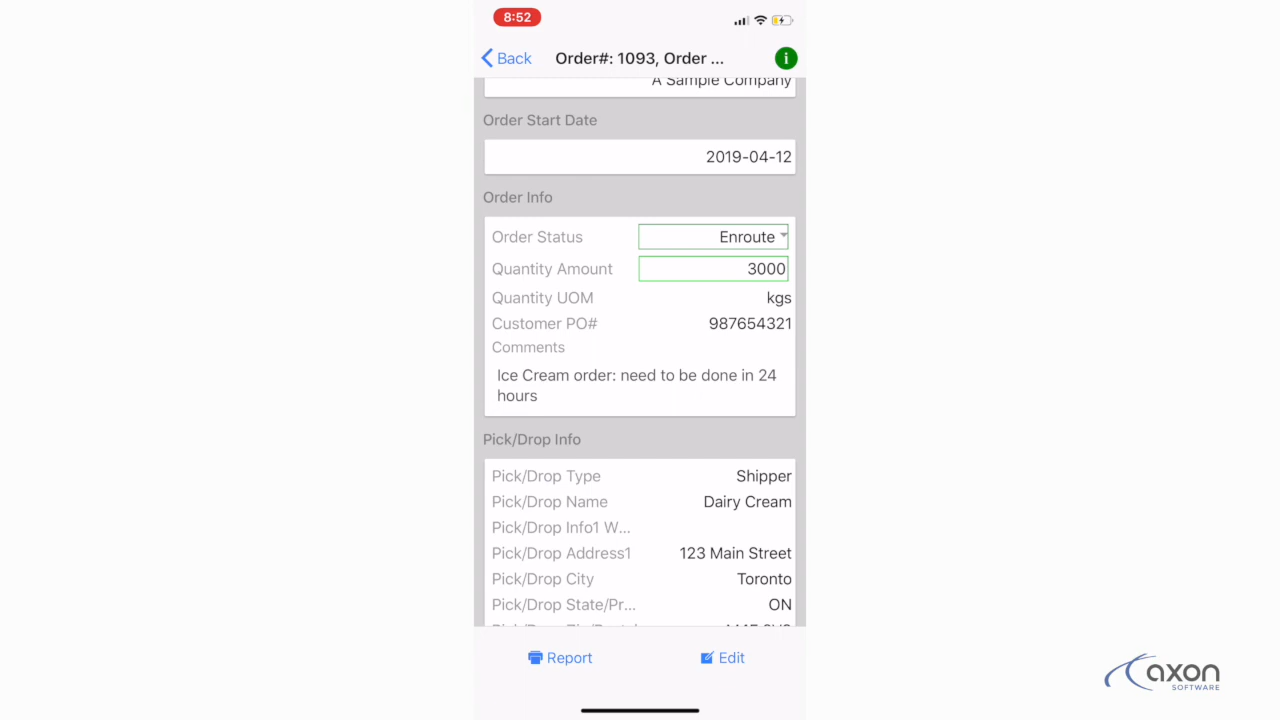 8:52
Back Order#: 1093, Order ... i
A Sample Company
Order Start Date
2019-04-12
Order Info
Order Status Enroute
Quantity Amount 3000
Quantity UOM kgs
Customer PO# 987654321
Comments
Ice Cream order: need to be done in 24
hours
Pick/Drop Info
Pick/Drop Type Shipper
Pick/Drop Name Dairy Cream
Pick/Drop Info1 W...
Pick/Drop Address1 123 Main Street
Pick/Drop City Toronto
Pick/Drop State/Pr... ON
Report Edit
axon
SOFTWARE